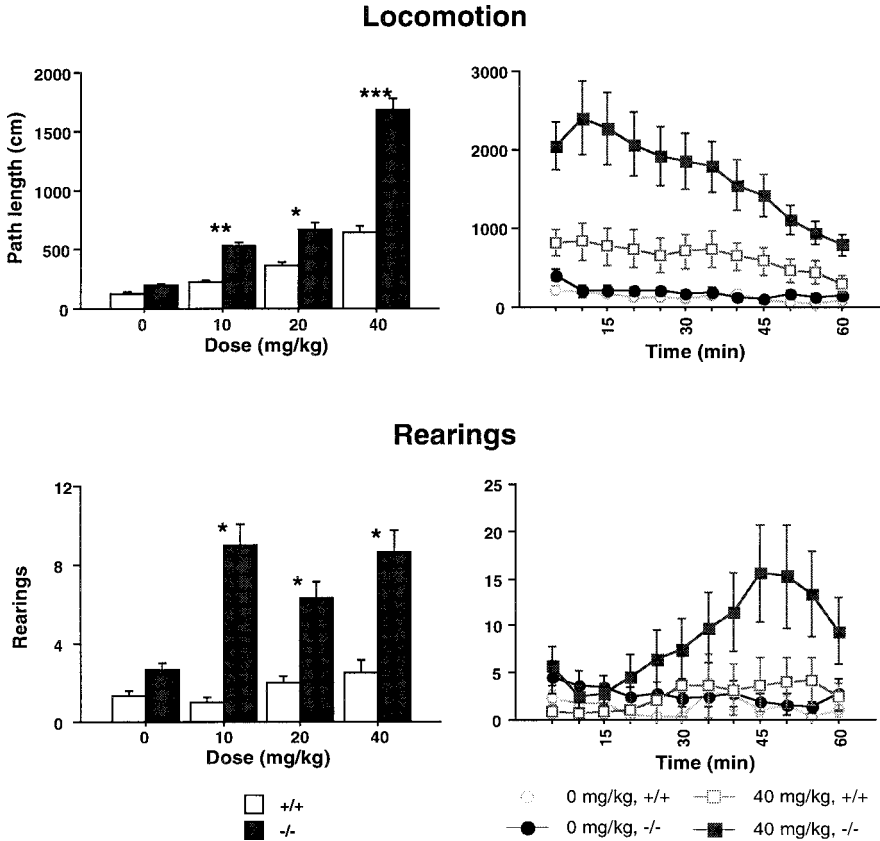 Locomotion
Path length (cm)
2000
1500
1000
500
0
**
*
***
0 10 20 40
Dose (mg/kg)
3000
2000
1000
0
15 30 45 60
Time (min)
Rearings
Rearings
12
8
4
0
*
*
*
0 10 20 40
Dose (mg/kg)
25
20
15
10
5
0
15 30 45 60
Time (min)
+/+
-/-
0 mg/kg, +/+ 40 mg/kg, +/+
0 mg/kg, -/- 40 mg/kg, -/-